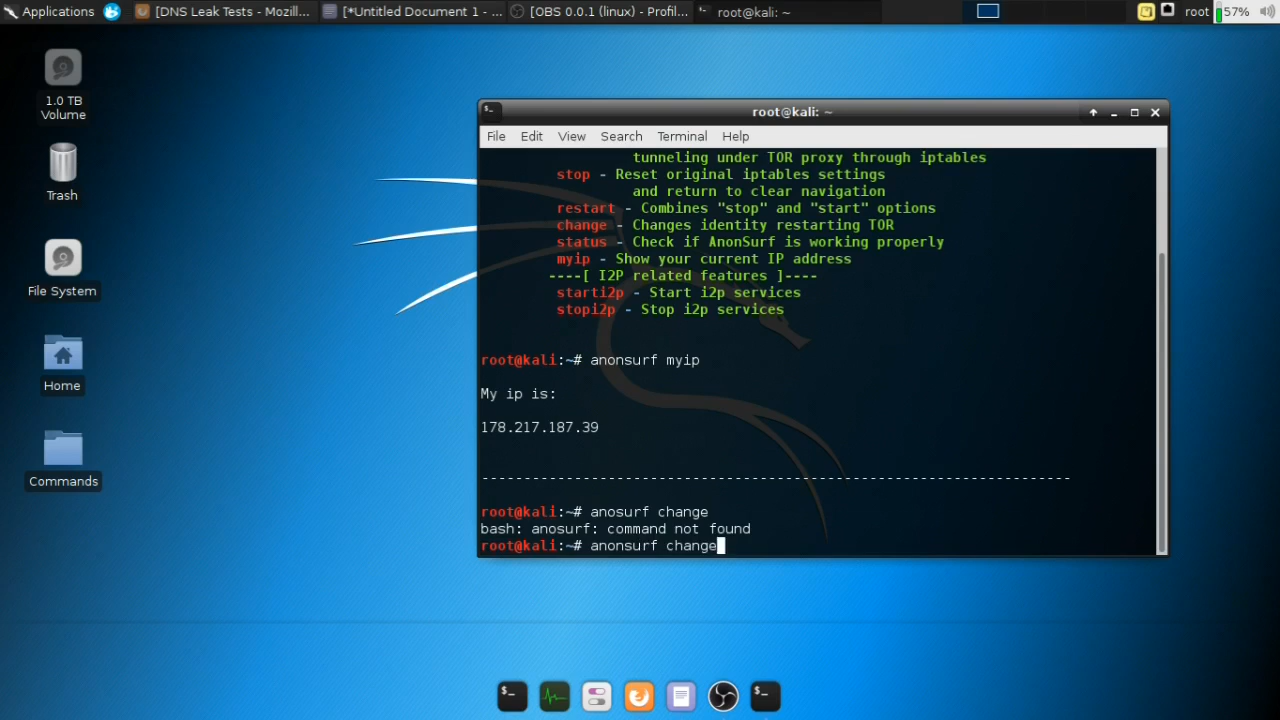 Applications
[DNS Leak Tests - Mozill...
[*Untitled Document 1 - ...
[OBS 0.0.1 (linux) - Profil...
root@kali: ~
root
57%
1.0 TB
Volume
Trash
File System
Home
Commands
root@kali: ~
File Edit View Search Terminal Help
tunneling under TOR proxy through iptables
stop - Reset original iptables settings
and return to clear navigation
restart - Combines "stop" and "start" options
change - Changes identity restarting TOR
status - Check if AnonSurf is working properly
myip - Show your current IP address
----[ I2P related features ]----
starti2p - Start i2p services
stopi2p - Stop i2p services
root@kali:~# anonsurf myip
My ip is:
178.217.187.39
----------------------------------------------------------------------
root@kali:~# anosurf change
bash: anosurf: command not found
root@kali:~# anonsurf change